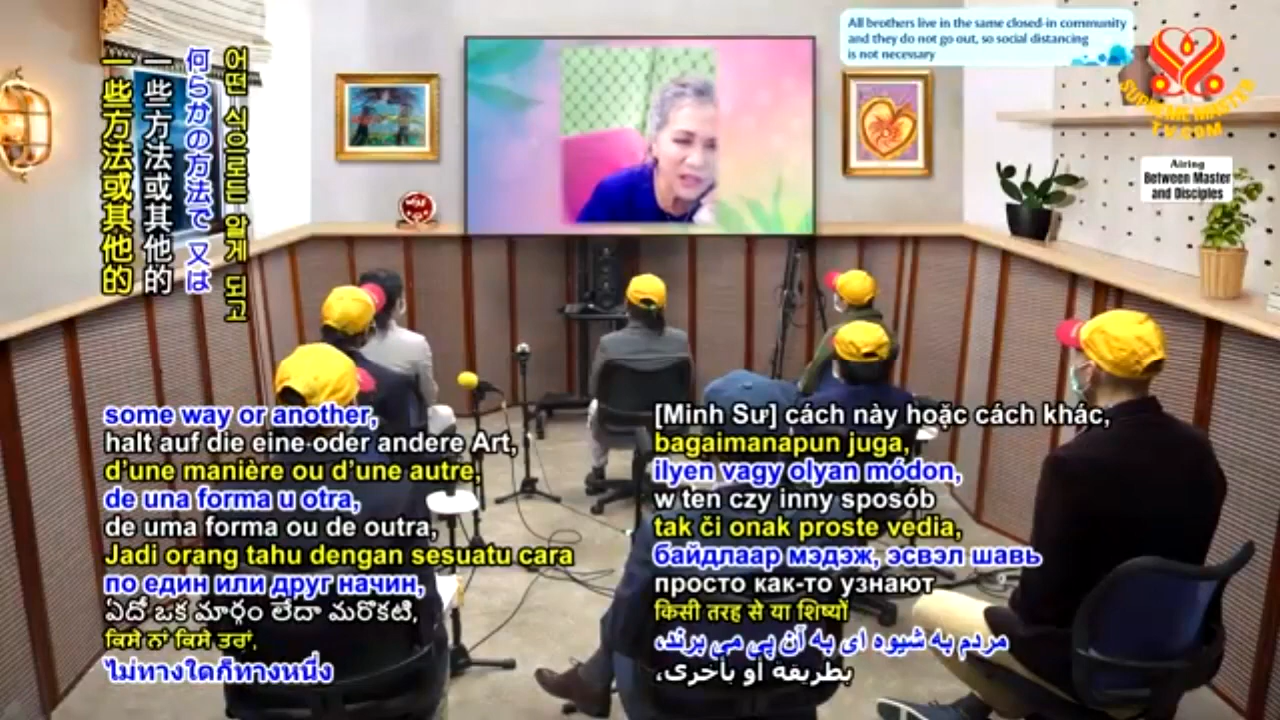 All brothers live in the same closed-in community
and they do not go out, so social distancing
is not necessary
SUPREME MASTER
TV.COM
Airing
Between Master
and Disciples
어떤 식으로든 알게 되고
何らかの方法で 又は
一些方法或其他的
一些方法或其他的
some way or another,
halt auf die eine oder andere Art,
d’une manière ou d’une autre,
de una forma u otra,
de uma forma ou de outra,
Jadi orang tahu dengan sesuatu cara
по един или друг начин,
ఏదో ఒక మార్గం లేదా మరొకటి,
ਕਿਸੇ ਨਾਂ ਕਿਸੇ ਤਰ੍ਹਾਂ,
ไม่ทางใดก็ทางหนึ่ง
[Minh Sư] cách này hoặc cách khác,
bagaimanapun juga,
ilyen vagy olyan módon,
w ten czy inny sposób
tak či onak proste vedia,
байдлаар мэдэж, эсвэл шавь
просто как-то узнают
किसी तरह से या शिष्यों
مردم به شیوه ای به آن پی می برند،
بطريقة أو بأخرى،